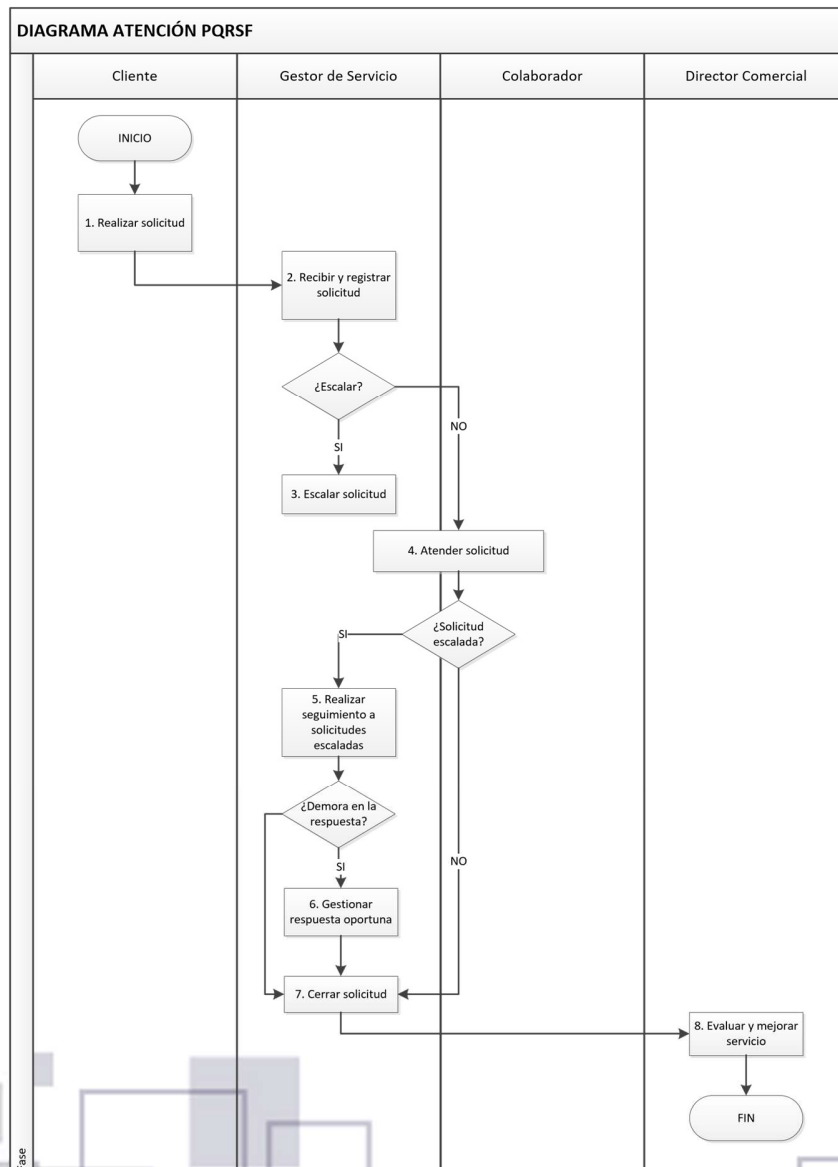 DIAGRAMA ATENCIÓN PQRSF
Cliente
Gestor de Servicio
Colaborador
Director Comercial
INICIO
1. Realizar solicitud
2. Recibir y registrar
solicitud
¿Escalar?
NO
SI
3. Escalar solicitud
4. Atender solicitud
¿Solicitud
escalada?
SI
5. Realizar
seguimiento a
solicitudes
escaladas
¿Demora en la
respuesta?
NO
SI
6. Gestionar
respuesta oportuna
7. Cerrar solicitud
8. Evaluar y mejorar
servicio
FIN